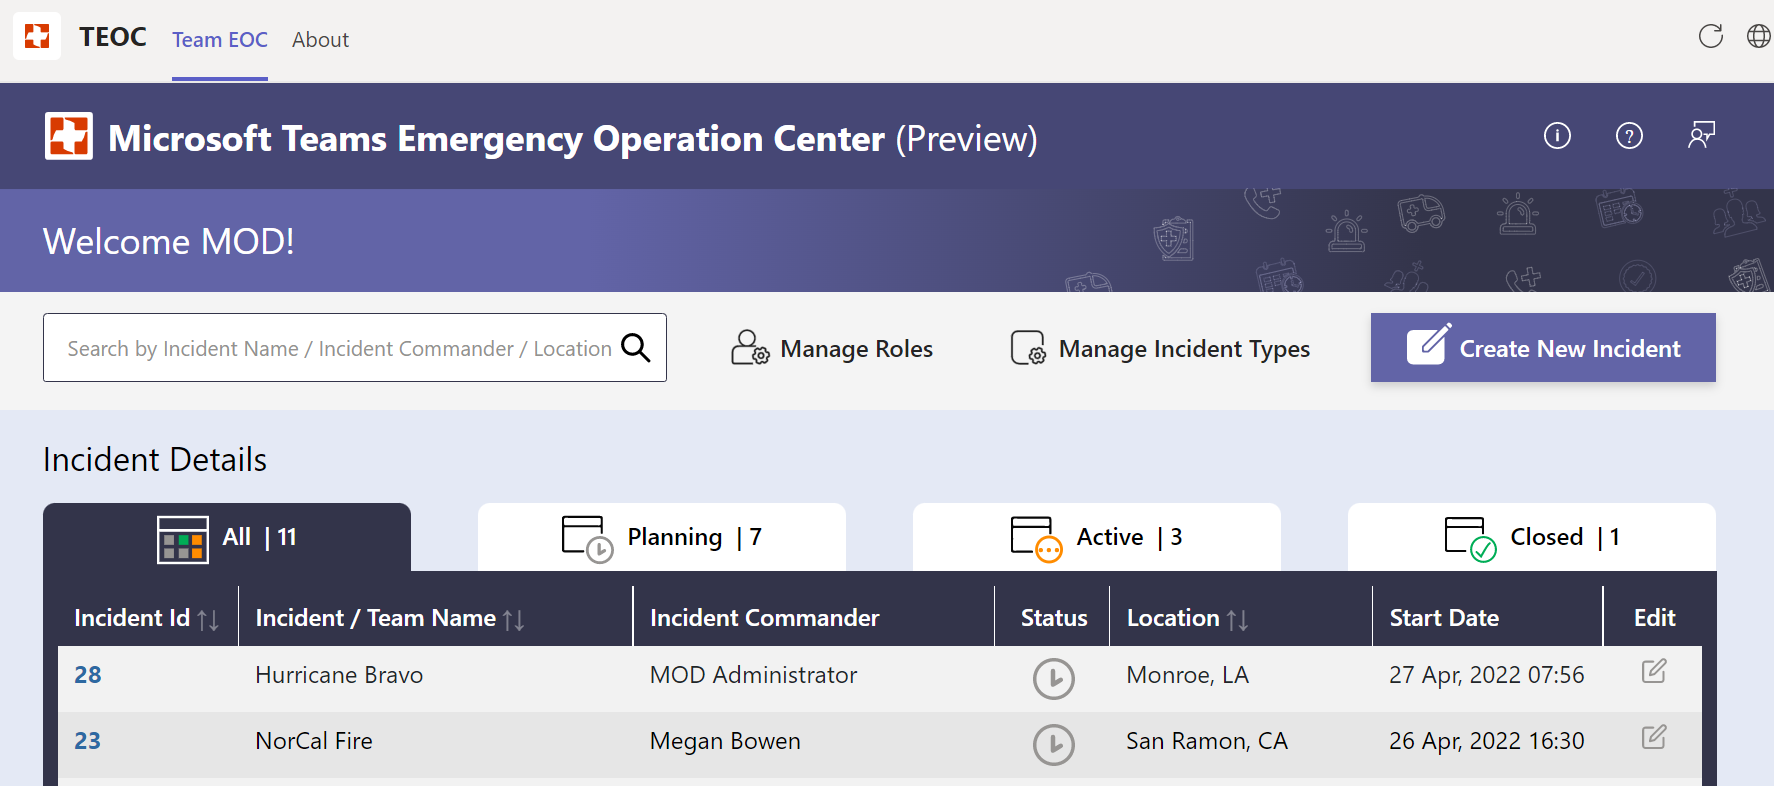 TEOC Team EOC About
Microsoft Teams Emergency Operation Center (Preview)
Welcome MOD!
Search by Incident Name / Incident Commander / Location
Manage Roles
Manage Incident Types
Create New Incident
Incident Details
All | 11
Planning | 7
Active | 3
Closed | 1
Incident Id Incident / Team Name Incident Commander Status Location Start Date Edit
28 Hurricane Bravo MOD Administrator Monroe, LA 27 Apr, 2022 07:56
23 NorCal Fire Megan Bowen San Ramon, CA 26 Apr, 2022 16:30